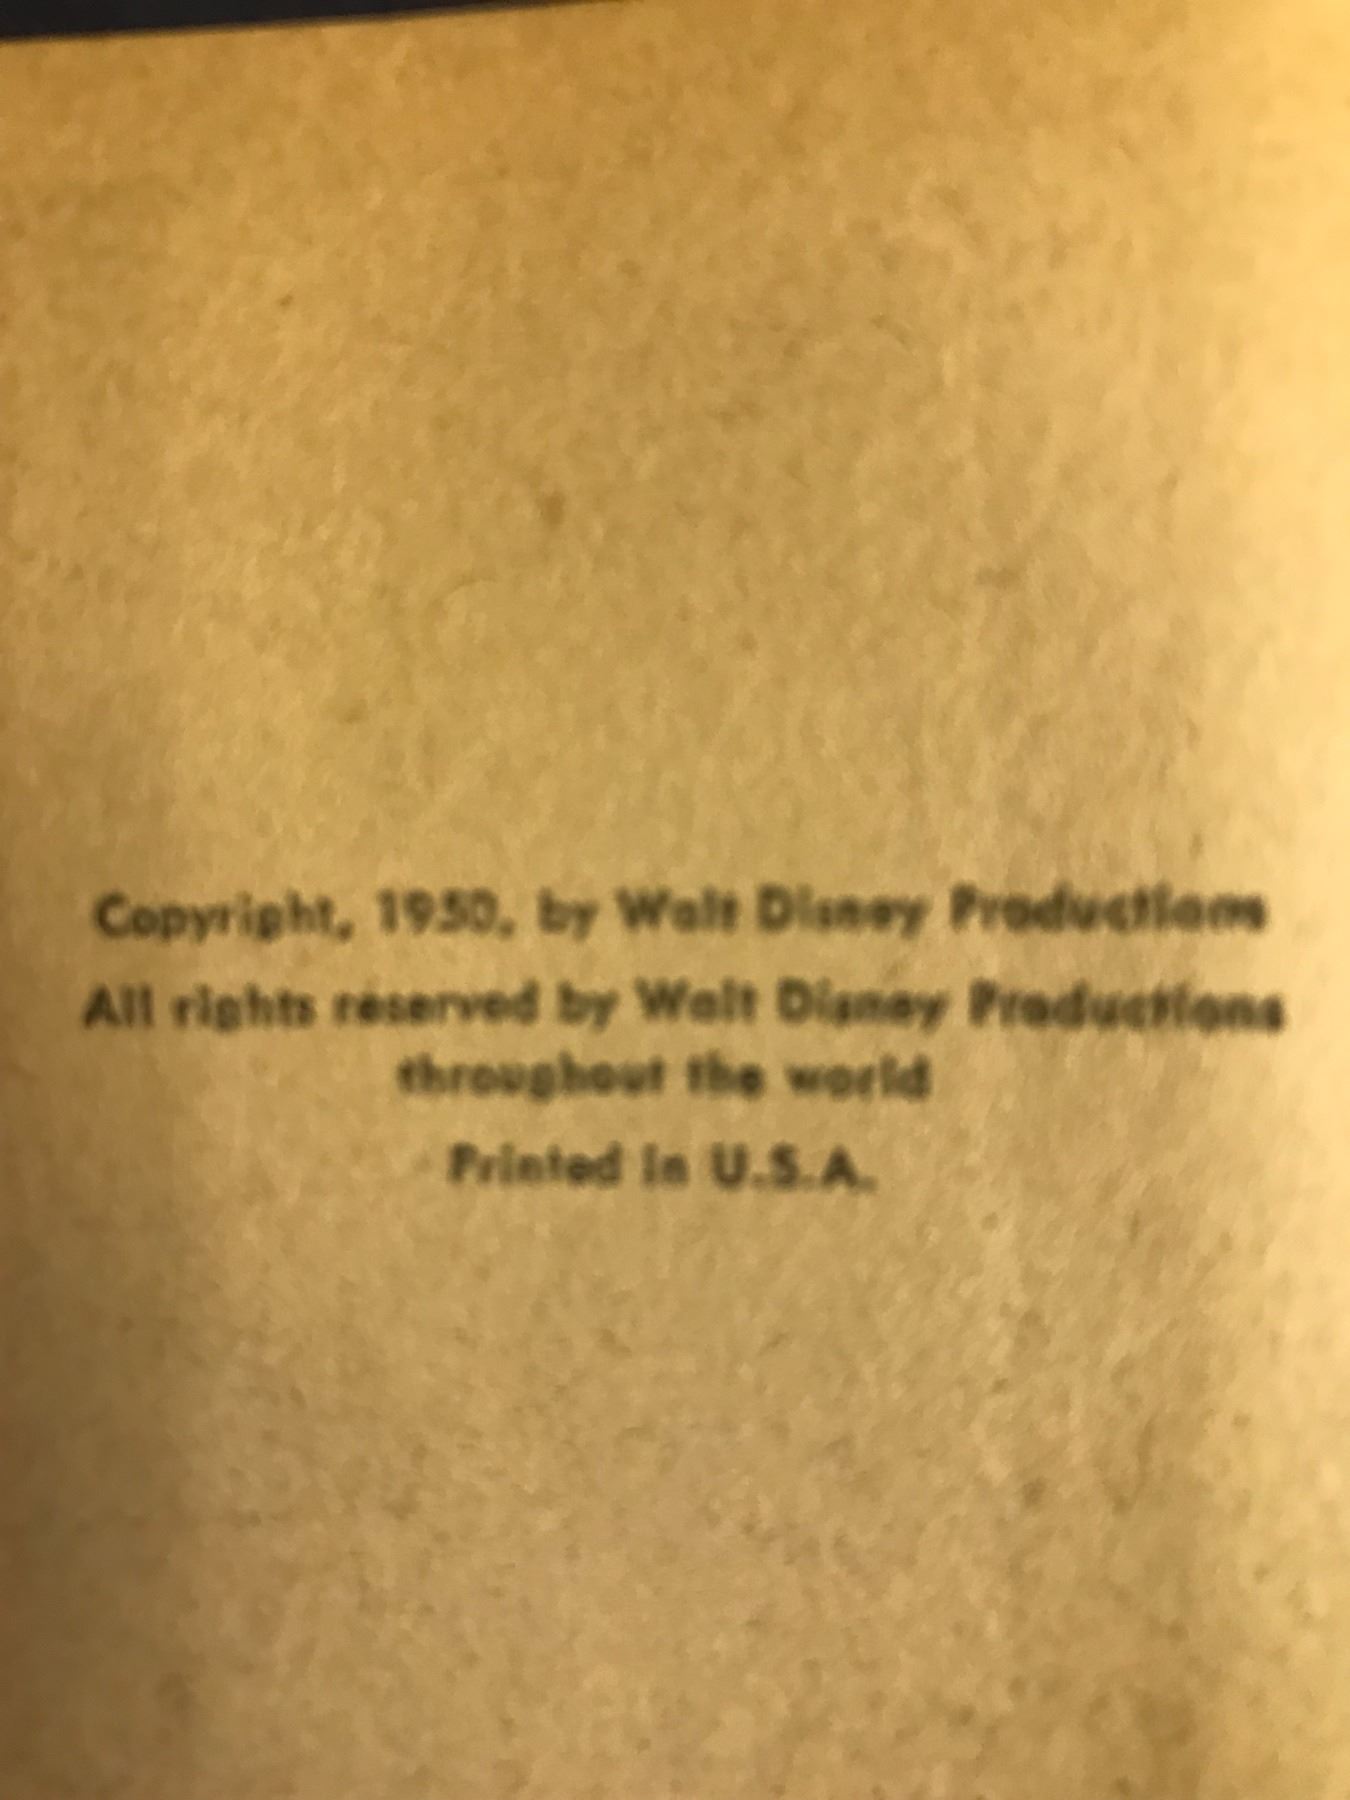 Copyright, 1950, by Walt Disney Productions
All rights reserved by Walt Disney Productions
throughout the world
Printed in U.S.A.